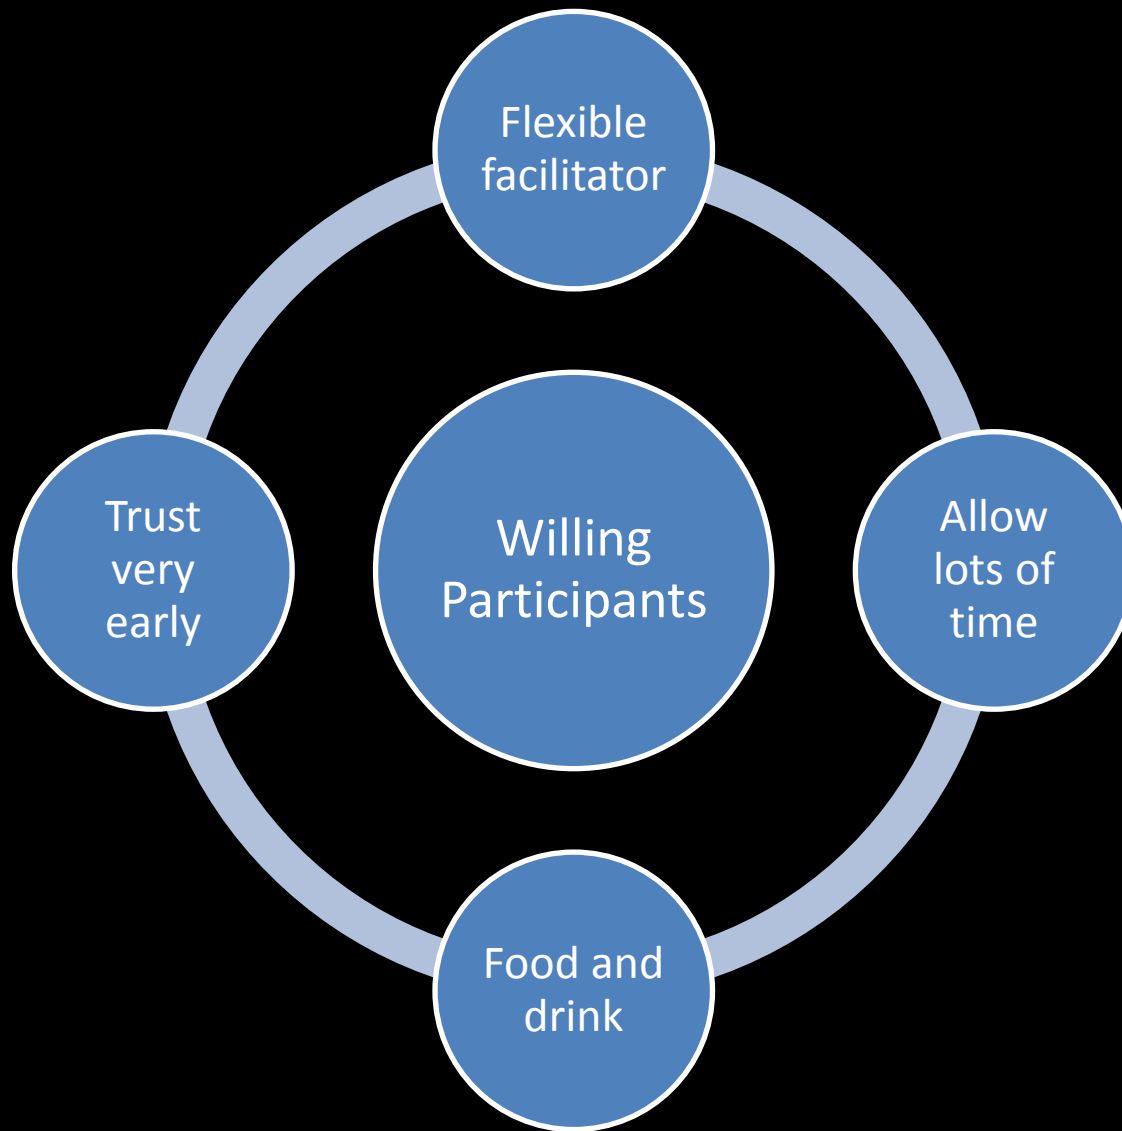 Flexible
facilitator
Trust
very
early
Willing
Participants
Allow
lots of
time
Food and
drink